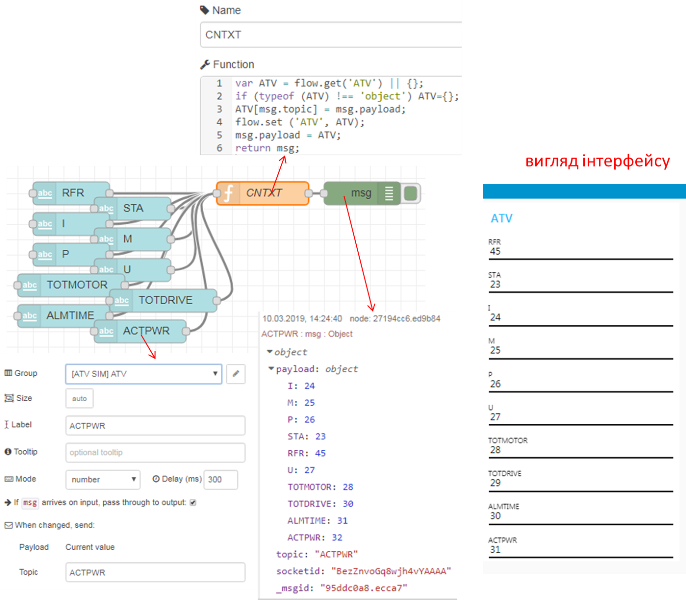 Name
CNTXT
Function
1 var ATV = flow.get('ATV') || {};
2 if (typeof (ATV) !== 'object') ATV={};
3 ATV[msg.topic] = msg.payload;
4 flow.set ('ATV', ATV);
5 msg.payload = ATV;
6 return msg;
вигляд інтерфейсу
abc RFR
abc STA
abc I
abc M
abc P
abc U
abc TOTMOTOR
abc TOTDRIVE
abc ALMTIME
abc ACTPWR
f CNTXT
msg
Group
[ATV SIM] ATV
Size
auto
Label
ACTPWR
Tooltip
optional tooltip
Mode
number
Delay (ms)
300
If msg arrives on input, pass through to output:
When changed, send:
Payload Current value
Topic
ACTPWR
10.03.2019, 14:24:40 node: 27194cc6.ed9b84
ACTPWR : msg : Object
object
payload: object
I: 24
M: 25
P: 26
STA: 23
RFR: 45
U: 27
TOTMOTOR: 28
TOTDRIVE: 30
ALMTIME: 31
ACTPWR: 32
topic: "ACTPWR"
socketid: "BezZnvoGq8wjh4vYAAAA"
_msgid: "95ddc0a8.ecca7"
ATV
RFR
45
STA
23
I
24
M
25
P
26
U
27
TOTMOTOR
28
TOTDRIVE
29
ALMTIME
30
ACTPWR
31